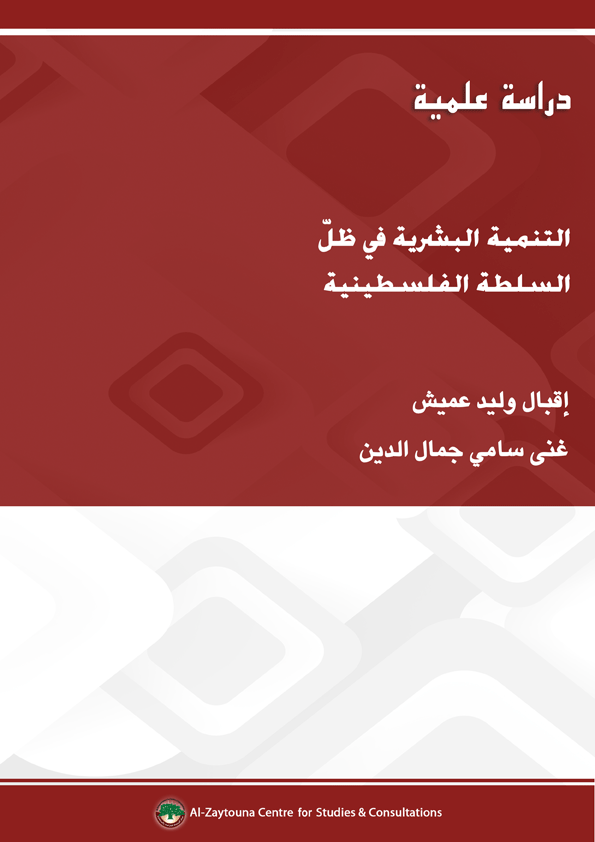 دراسة علمية
التنمية البشرية في ظلّ
السلطة الفلسطينية
إقبال وليد عميش
غنى سامي جمال الدين
Al-Zaytouna Centre for Studies & Consultations